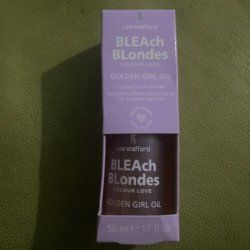 Lee Stafford
BLEAch
BLondes
COLOUR LOVE
GOLDEN GIRL OiL
Lee Stafford
BLEAch
BLondes
COLOUR LOVE
GOLDEN GIRL OiL
50 ml e 1.7 fl oz